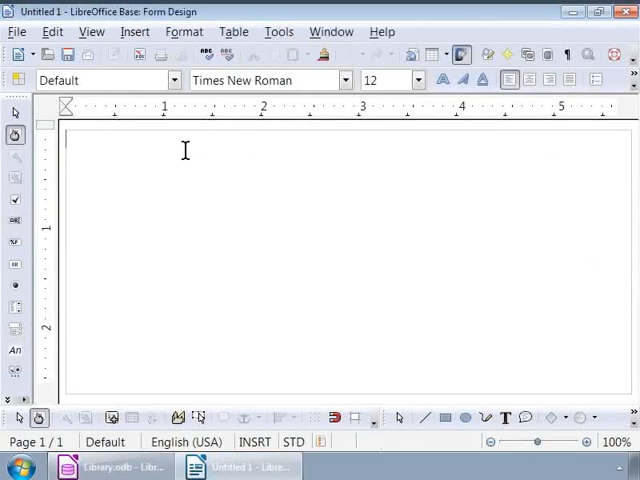 Untitled 1 - LibreOffice Base: Form Design
File Edit View Insert Format Table Tools Window Help
Default Times New Roman 12
1 2 3 4 5
1
2
Page 1 / 1 Default English (USA) INSRT STD 100%
Library.odb - Libr... Untitled 1 - Libre...